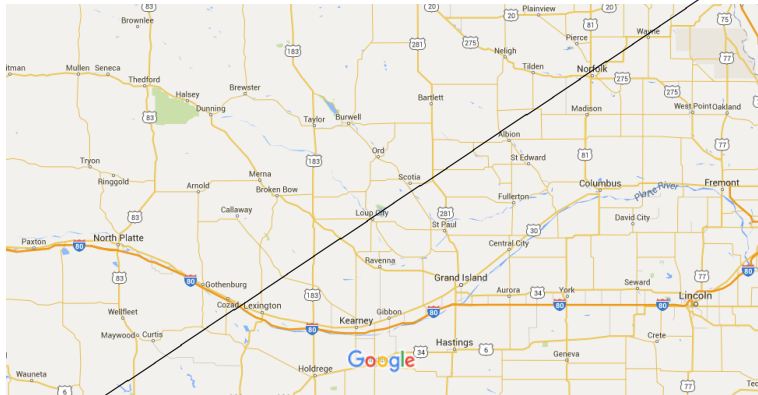 83
20
Plainview
20
81
Brownlee
Wayne
75
183
281
275
Pierce
Neligh
77
Tilden
Norfolk
275
Mullen
Seneca
Thedford
Halsey
Brewster
Bartlett
83
Dunning
Madison
West Point
Oakland
Taylor
Burwell
Albion
81
77
Ord
St Edward
183
Tryon
Merna
Scotia
Columbus
Fremont
Ringgold
Arnold
Broken Bow
Fullerton
Platte River
83
Callaway
Loup City
281
David City
St Paul
30
North Platte
Paxton
80
Central City
Ravenna
80
80
Gothenburg
Grand Island
77
183
Aurora
34
York
Seward
Lincoln
Cozad
Lexington
80
80
80
Wellfleet
Kearney
Gibbon
80
Maywood
Curtis
Crete
Hastings
34
6
Geneva
Google
Wauneta
Holdrege
77
6